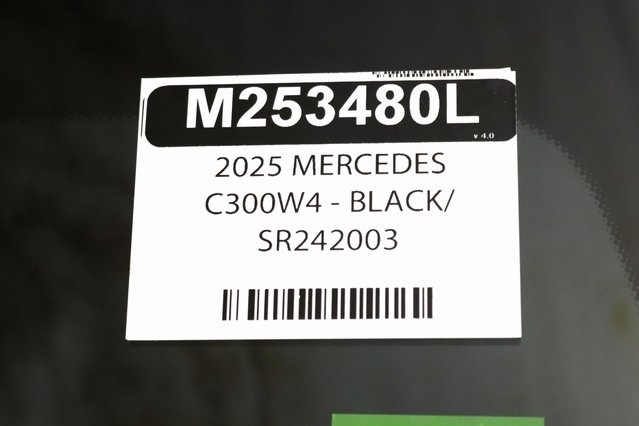 M253480L
v 4.0
2025 MERCEDES
C300W4 - BLACK/
SR242003